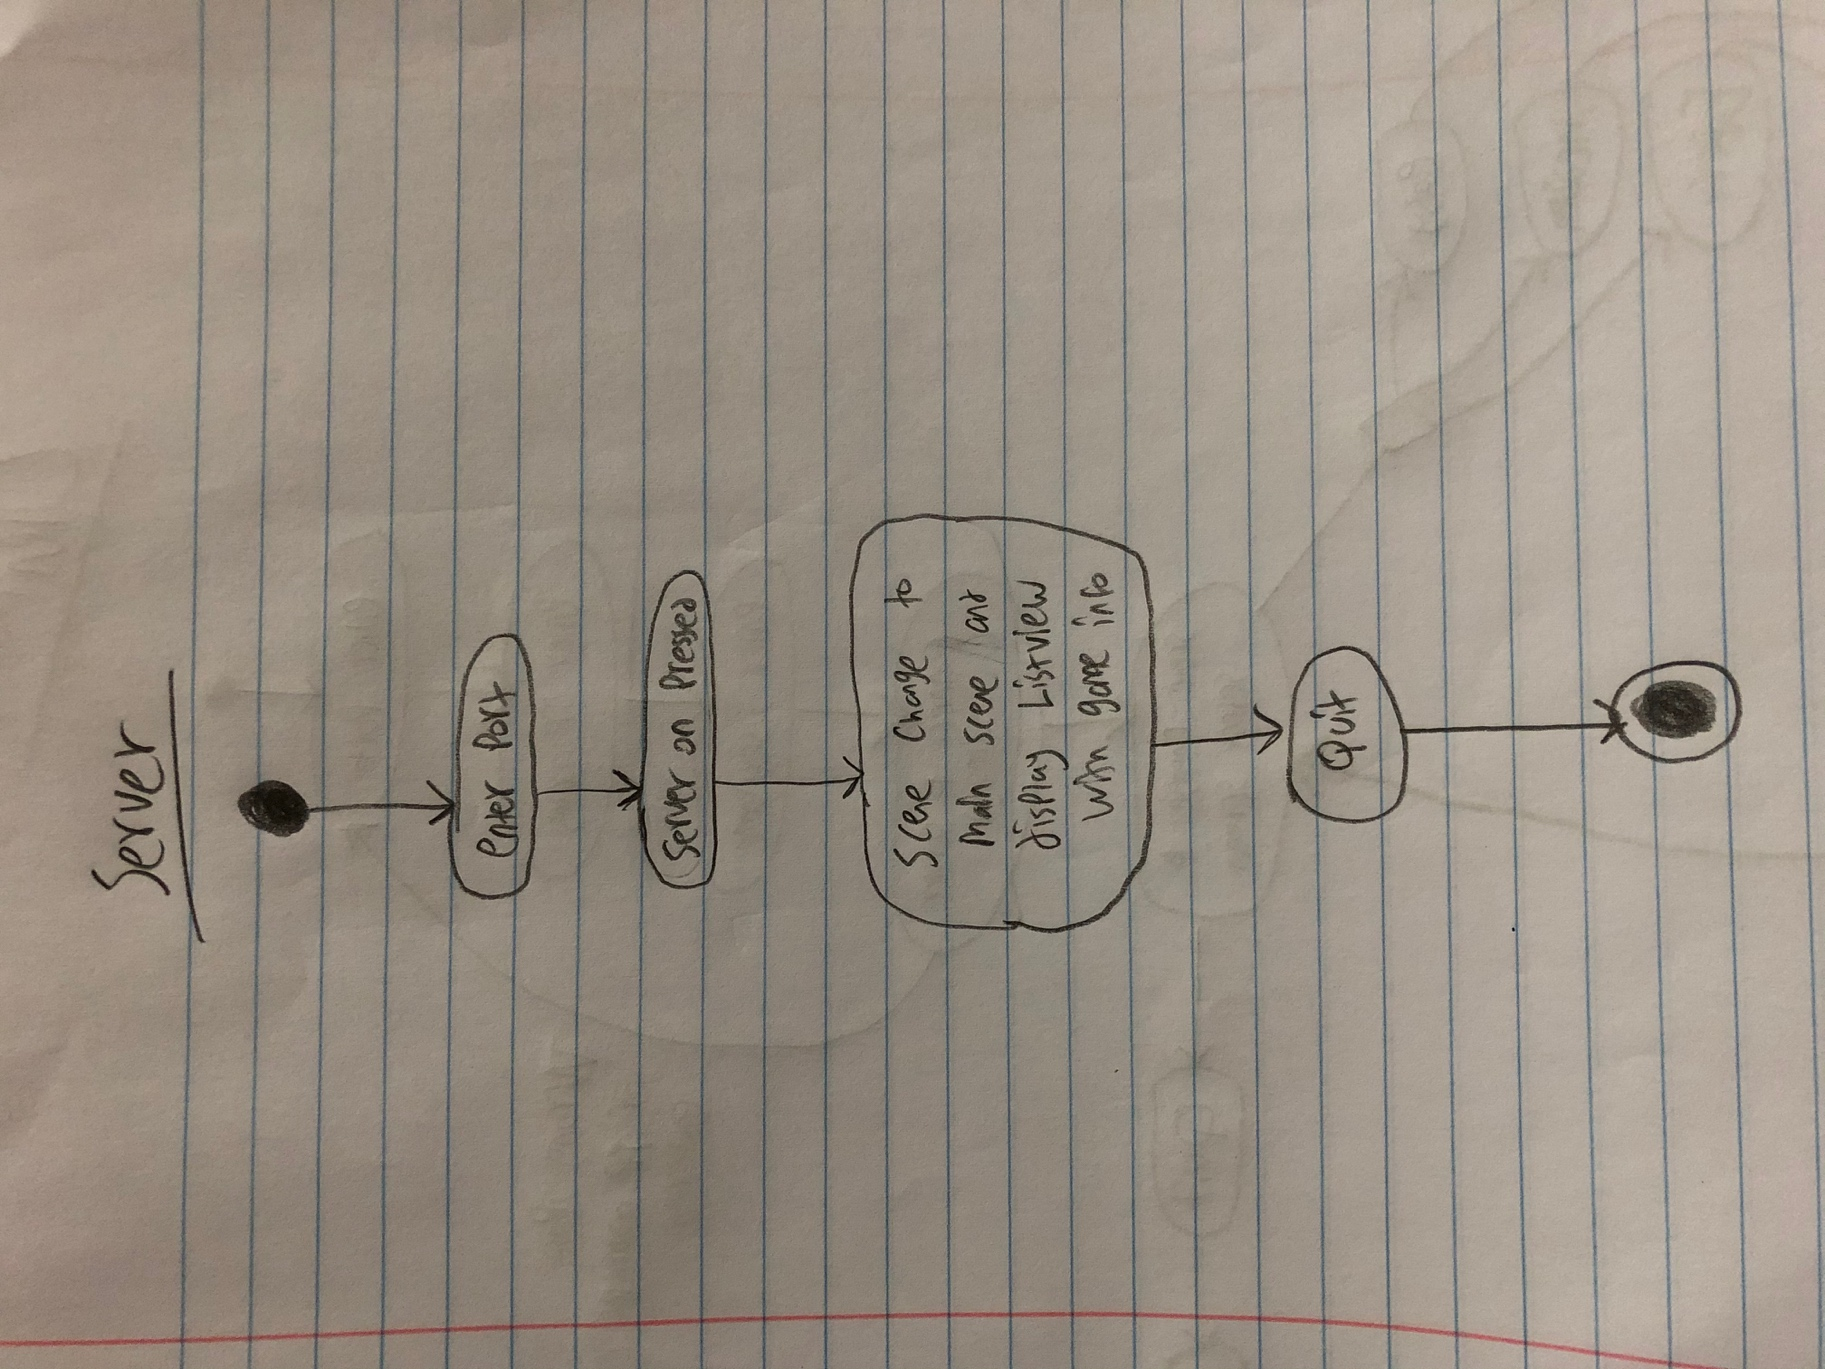 Server
enter Port
Server on Pressed
Scene Change to
Main scene and
display Listview
with game info
Quit